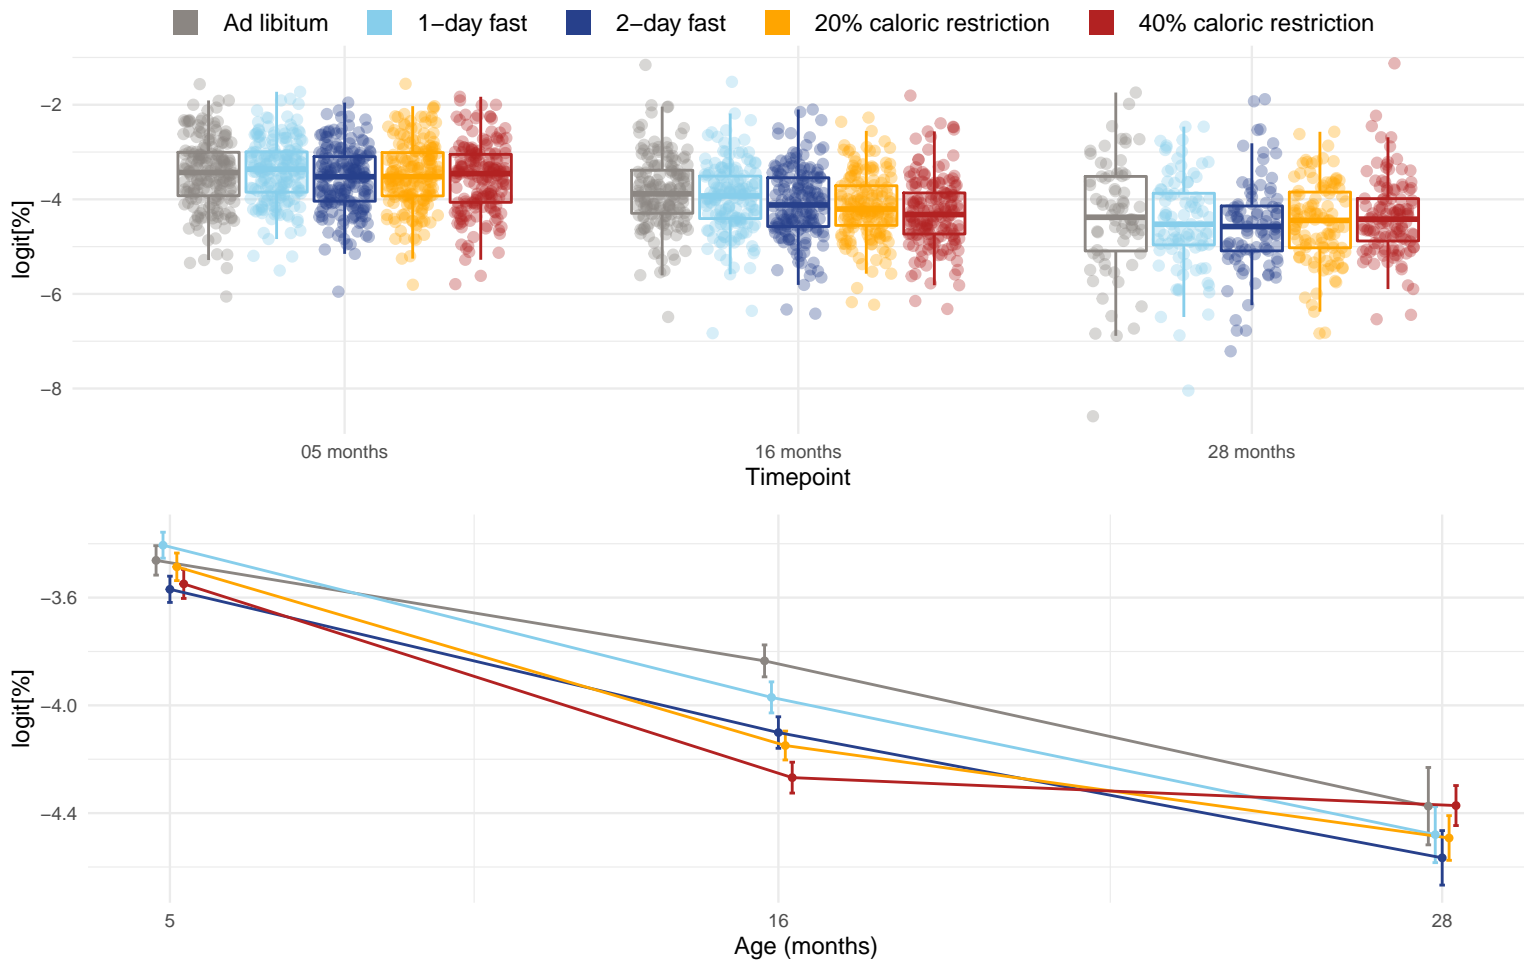 Ad libitum 1−day fast 2−day fast 20% caloric restriction 40% caloric restriction
logit[%]
−2
−4
−6
−8
05 months 16 months 28 months
Timepoint
logit[%]
−3.6
−4.0
−4.4
5 16 28
Age (months)